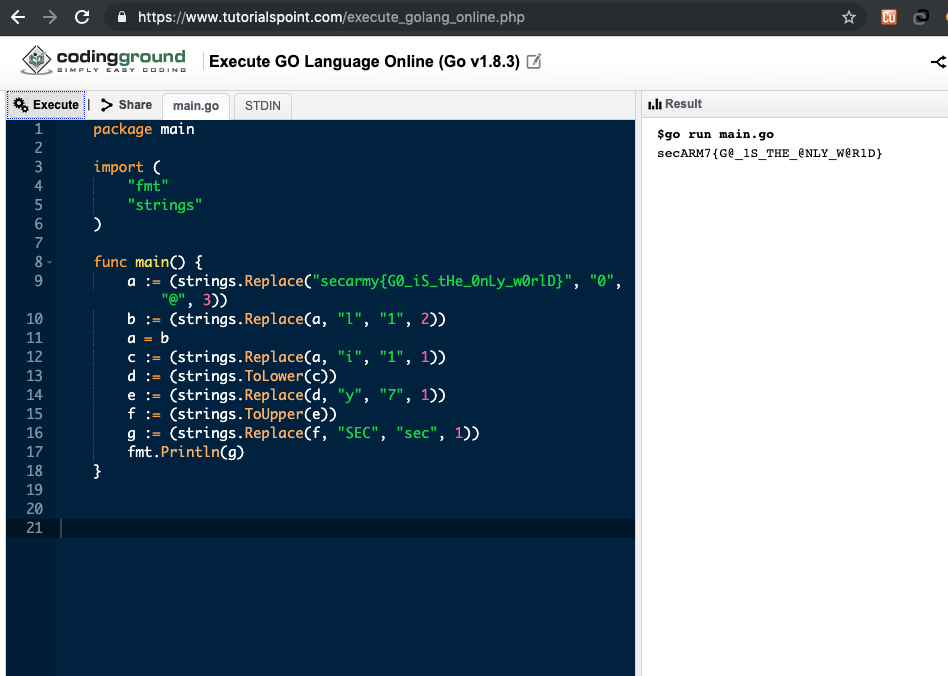 https://www.tutorialspoint.com/execute_golang_online.php
Cu
codingground
SIMPLY EASY CODING
Execute GO Language Online (Go v1.8.3)
Execute | Share main.go STDIN
Result
1 package main
2
3 import (
4 "fmt"
5 "strings"
6 )
7
8 func main() {
9 a := (strings.Replace("secarmy{G0_iS_tHe_0nLy_w0rlD}", "0",
"@", 3))
10 b := (strings.Replace(a, "l", "1", 2))
11 a = b
12 c := (strings.Replace(a, "i", "1", 1))
13 d := (strings.ToLower(c))
14 e := (strings.Replace(d, "y", "7", 1))
15 f := (strings.ToUpper(e))
16 g := (strings.Replace(f, "SEC", "sec", 1))
17 fmt.Println(g)
18 }
19
20
21
$go run main.go
secARM7{G@_1S_THE_@NLY_W@R1D}